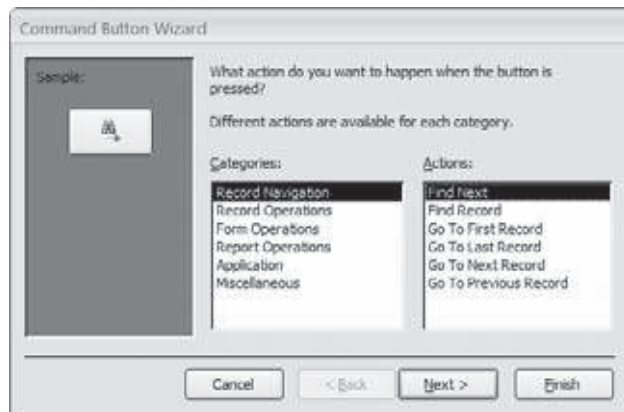 Command Button Wizard
Sample:
What action do you want to happen when the button is
pressed?
Different actions are available for each category.
Categories:
Actions:
Record Navigation
Record Operations
Form Operations
Report Operations
Application
Miscellaneous
Find Next
Find Record
Go To First Record
Go To Last Record
Go To Next Record
Go To Previous Record
Cancel
< Back
Next >
Finish